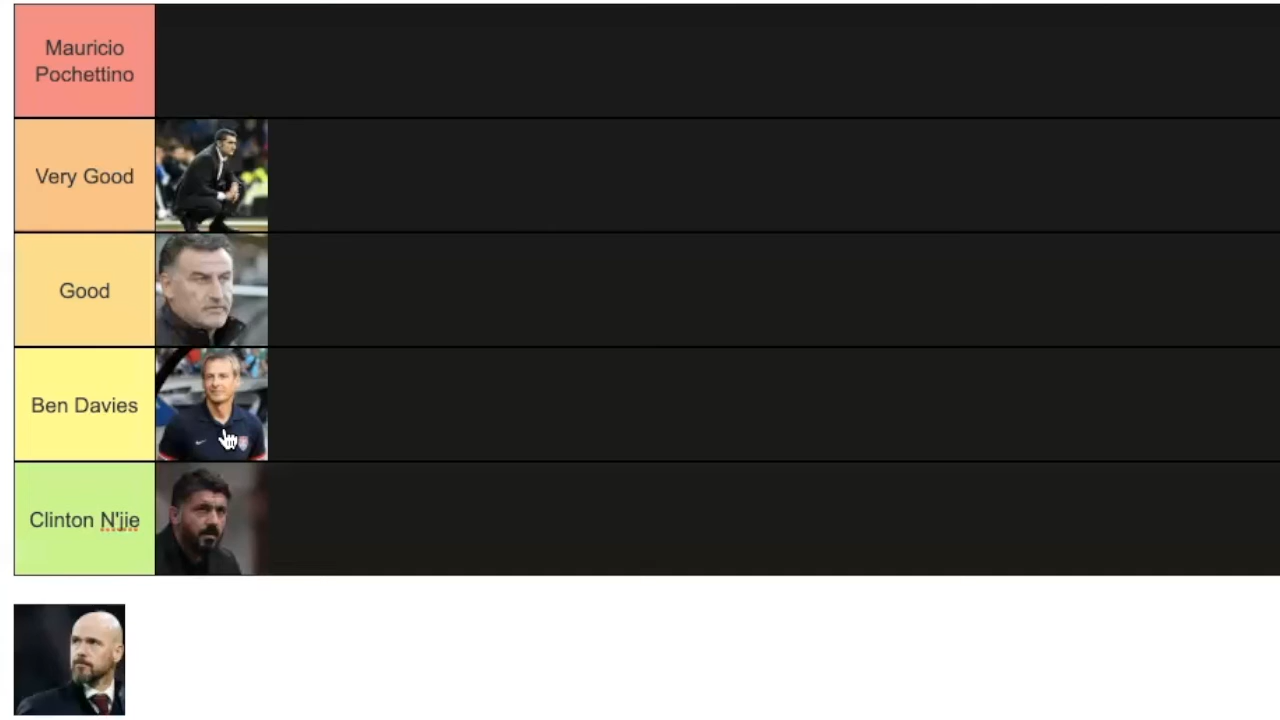 Mauricio
Pochettino
Very Good
Good
Ben Davies
Clinton N'jie